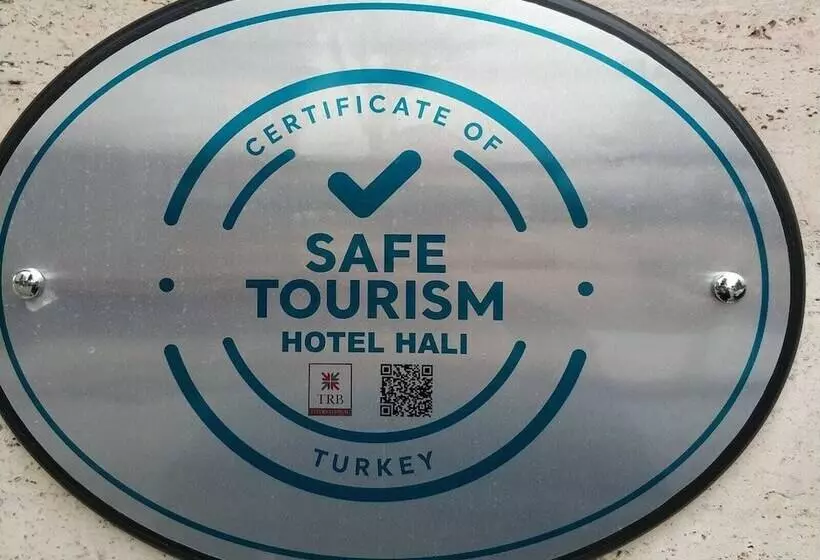 CERTIFICATE OF
SAFE
TOURISM
HOTEL HALI
TRB
TURKEY